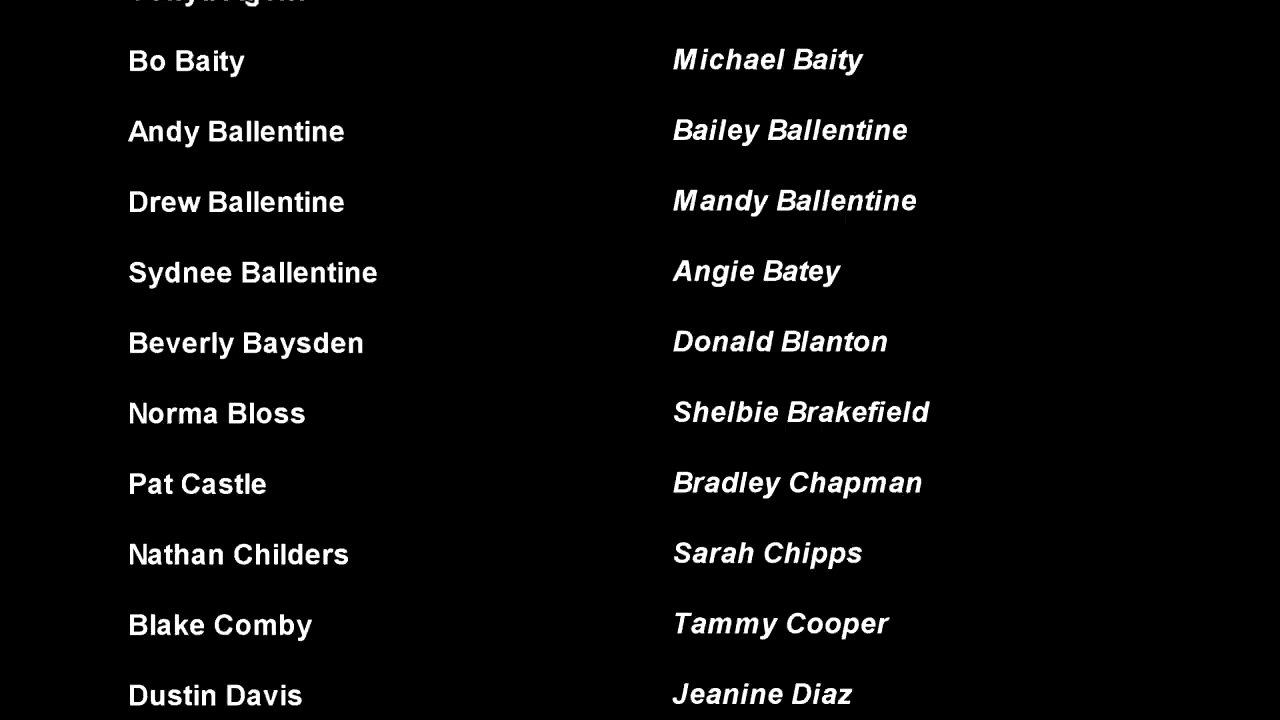 Bo Baity Michael Baity
Andy Ballentine Bailey Ballentine
Drew Ballentine Mandy Ballentine
Sydnee Ballentine Angie Batey
Beverly Baysden Donald Blanton
Norma Bloss Shelbie Brakefield
Pat Castle Bradley Chapman
Nathan Childers Sarah Chipps
Blake Comby Tammy Cooper
Dustin Davis Jeanine Diaz